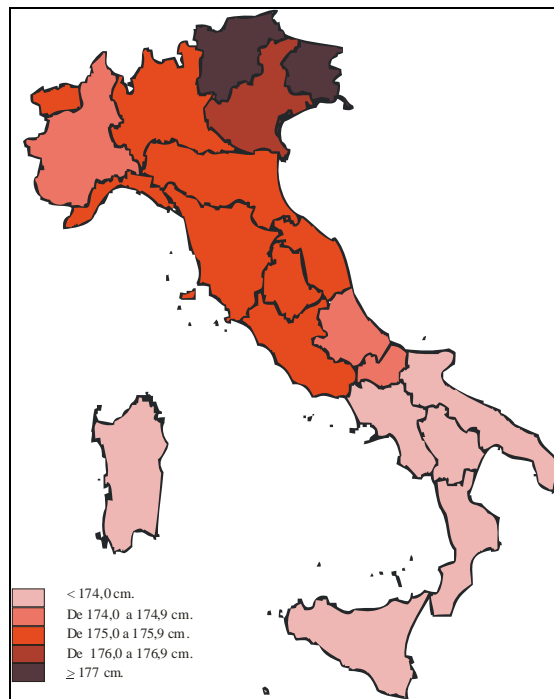 < 174,0 cm.
De 174,0 a 174,9 cm.
De 175,0 a 175,9 cm.
De 176,0 a 176,9 cm.
≥ 177 cm.